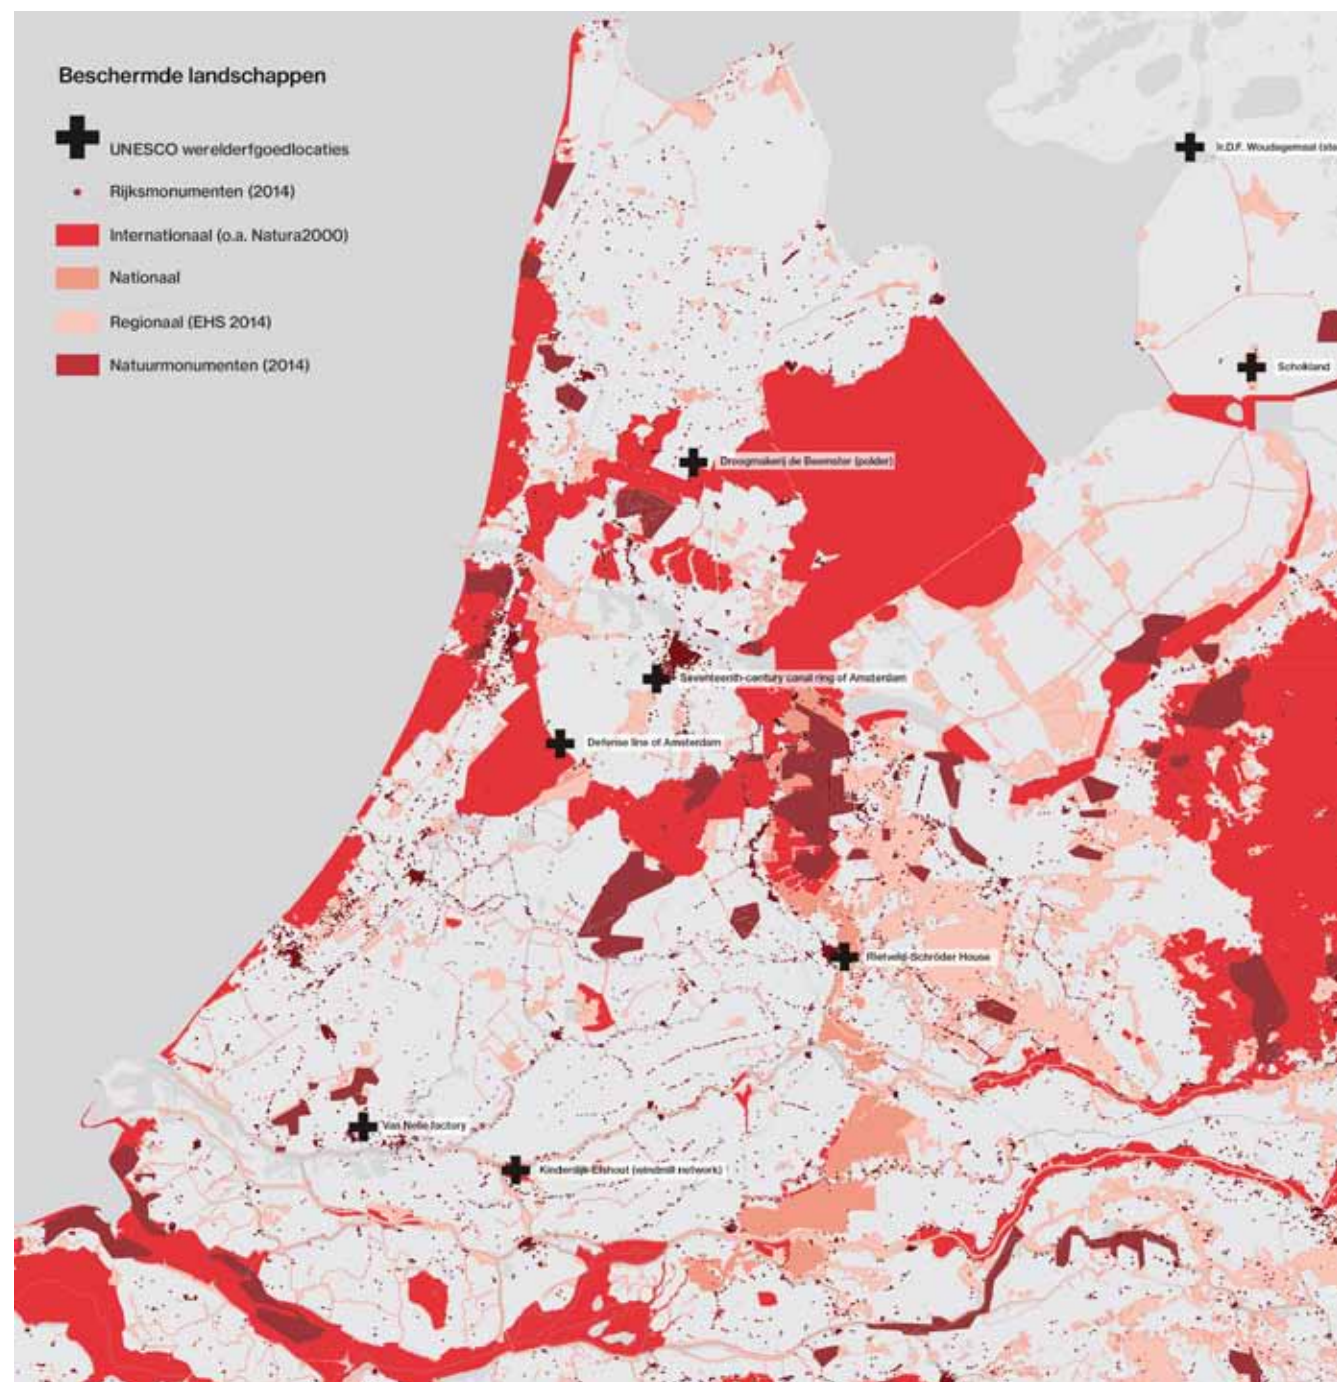 Beschermde landschappen
UNESCO werelderfgoedlocaties
Rijksmonumenten (2014)
Internationaal (o.a. Natura2000)
Nationaal
Regionaal (EHS 2014)
Natuurmonumenten (2014)
Ir.D.F. Woudagemaal
Schokland
Droogmakerij de Beemster (polder)
Seventeenth-century canal ring of Amsterdam
Defense line of Amsterdam
Rietveld-Schröder House
Van Nelle factory
Kinderdijk-Elshout (windmill network)